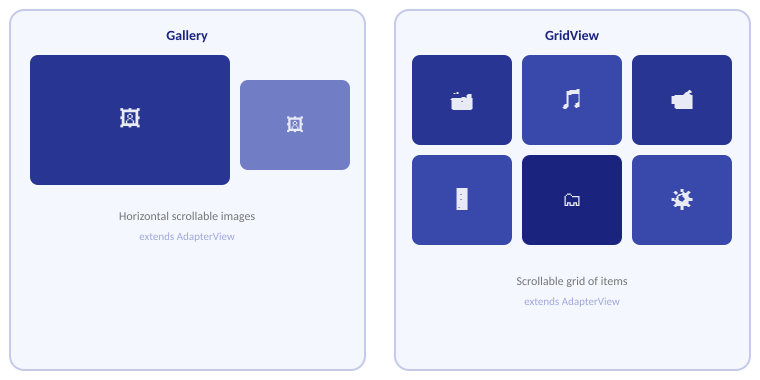 Gallery
Horizontal scrollable images
extends AdapterView
GridView
Scrollable grid of items
extends AdapterView